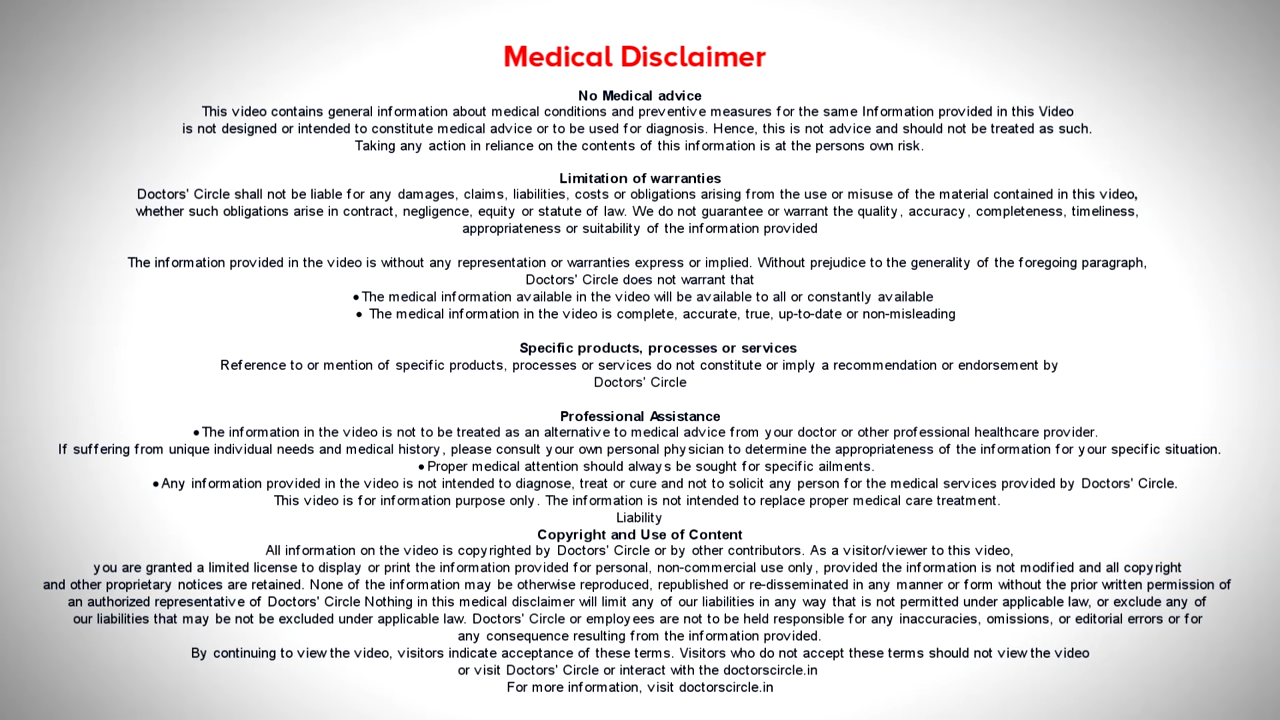 Medical Disclaimer
No Medical advice
This video contains general information about medical conditions and preventive measures for the same Information provided in this Video
is not designed or intended to constitute medical advice or to be used for diagnosis. Hence, this is not advice and should not be treated as such.
Taking any action in reliance on the contents of this information is at the persons own risk.
Limitation of warranties
Doctors' Circle shall not be liable for any damages, claims, liabilities, costs or obligations arising from the use or misuse of the material contained in this video,
whether such obligations arise in contract, negligence, equity or statute of law. We do not guarantee or warrant the quality, accuracy, completeness, timeliness,
appropriateness or suitability of the information provided
The information provided in the video is without any representation or warranties express or implied. Without prejudice to the generality of the foregoing paragraph,
Doctors' Circle does not warrant that
•The medical information available in the video will be available to all or constantly available
• The medical information in the video is complete, accurate, true, up-to-date or non-misleading
Specific products, processes or services
Reference to or mention of specific products, processes or services do not constitute or imply a recommendation or endorsement by
Doctors' Circle
Professional Assistance
•The information in the video is not to be treated as an alternative to medical advice from your doctor or other professional healthcare provider.
If suffering from unique individual needs and medical history, please consult your own personal physician to determine the appropriateness of the information for your specific situation.
•Proper medical attention should always be sought for specific ailments.
•Any information provided in the video is not intended to diagnose, treat or cure and not to solicit any person for the medical services provided by Doctors' Circle.
This video is for information purpose only. The information is not intended to replace proper medical care treatment.
Liability
Copyright and Use of Content
All information on the video is copyrighted by Doctors' Circle or by other contributors. As a visitor/viewer to this video,
you are granted a limited license to display or print the information provided for personal, non-commercial use only, provided the information is not modified and all copyright
and other proprietary notices are retained. None of the information may be otherwise reproduced, republished or re-disseminated in any manner or form without the prior written permission of
an authorized representative of Doctors' Circle Nothing in this medical disclaimer will limit any of our liabilities in any way that is not permitted under applicable law, or exclude any of
our liabilities that may be not be excluded under applicable law. Doctors' Circle or employees are not to be held responsible for any inaccuracies, omissions, or editorial errors or for
any consequence resulting from the information provided.
By continuing to view the video, visitors indicate acceptance of these terms. Visitors who do not accept these terms should not view the video
or visit Doctors' Circle or interact with the doctorscircle.in
For more information, visit doctorscircle.in